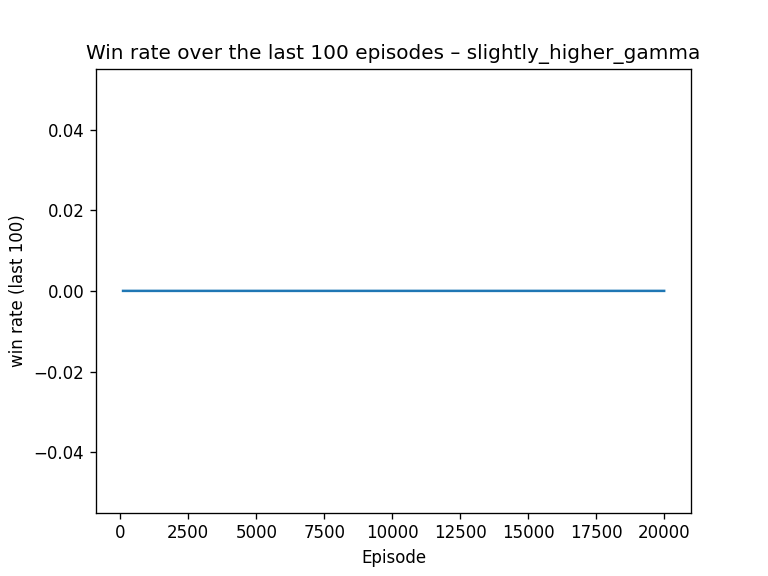 Win rate over the last 100 episodes – slightly_higher_gamma
0.04
0.02
0.00
−0.02
−0.04
win rate (last 100)
0 2500 5000 7500 10000 12500 15000 17500 20000
Episode